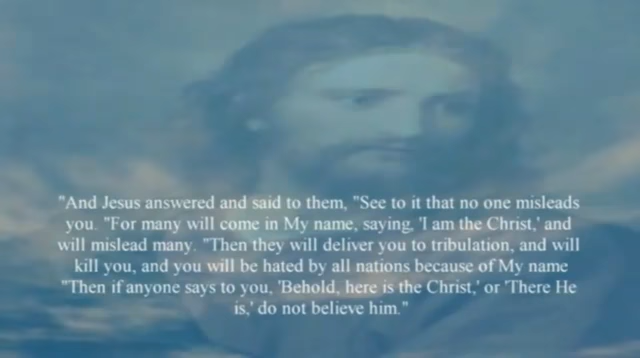 "And Jesus answered and said to them, "See to it that no one misleads
you. "For many will come in My name, saying, 'I am the Christ,' and
will mislead many. "Then they will deliver you to tribulation, and will
kill you, and you will be hated by all nations because of My name
"Then if anyone says to you, 'Behold, here is the Christ,' or 'There He
is,' do not believe him."